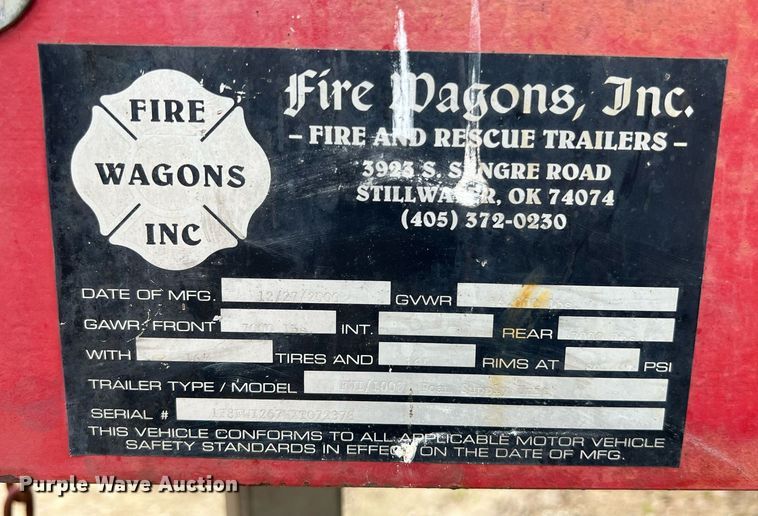 FIRE
WAGONS
INC
Fire Wagons, Inc.
- FIRE AND RESCUE TRAILERS -
3923 S. SANGRE ROAD
STILLWATER, OK 74074
(405) 372-0230
DATE OF MFG. GVWR
GAWR: FRONT INT. REAR
WITH TIRES AND RIMS AT PSI
TRAILER TYPE / MODEL
SERIAL #
THIS VEHICLE CONFORMS TO ALL APPLICABLE MOTOR VEHICLE
SAFETY STANDARDS IN EFFECT ON THE DATE OF MFG.
Purple Wave Auction